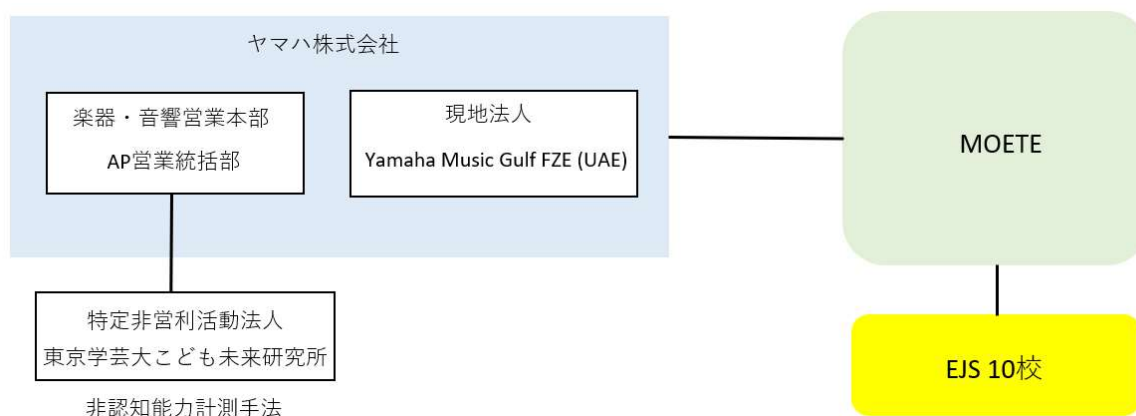 ヤマハ株式会社
楽器・音響営業本部
AP営業統括部
現地法人
Yamaha Music Gulf FZE (UAE)
MOETE
特定非営利活動法人
東京学芸大こども未来研究所
非認知能力計測手法
EJS 10校